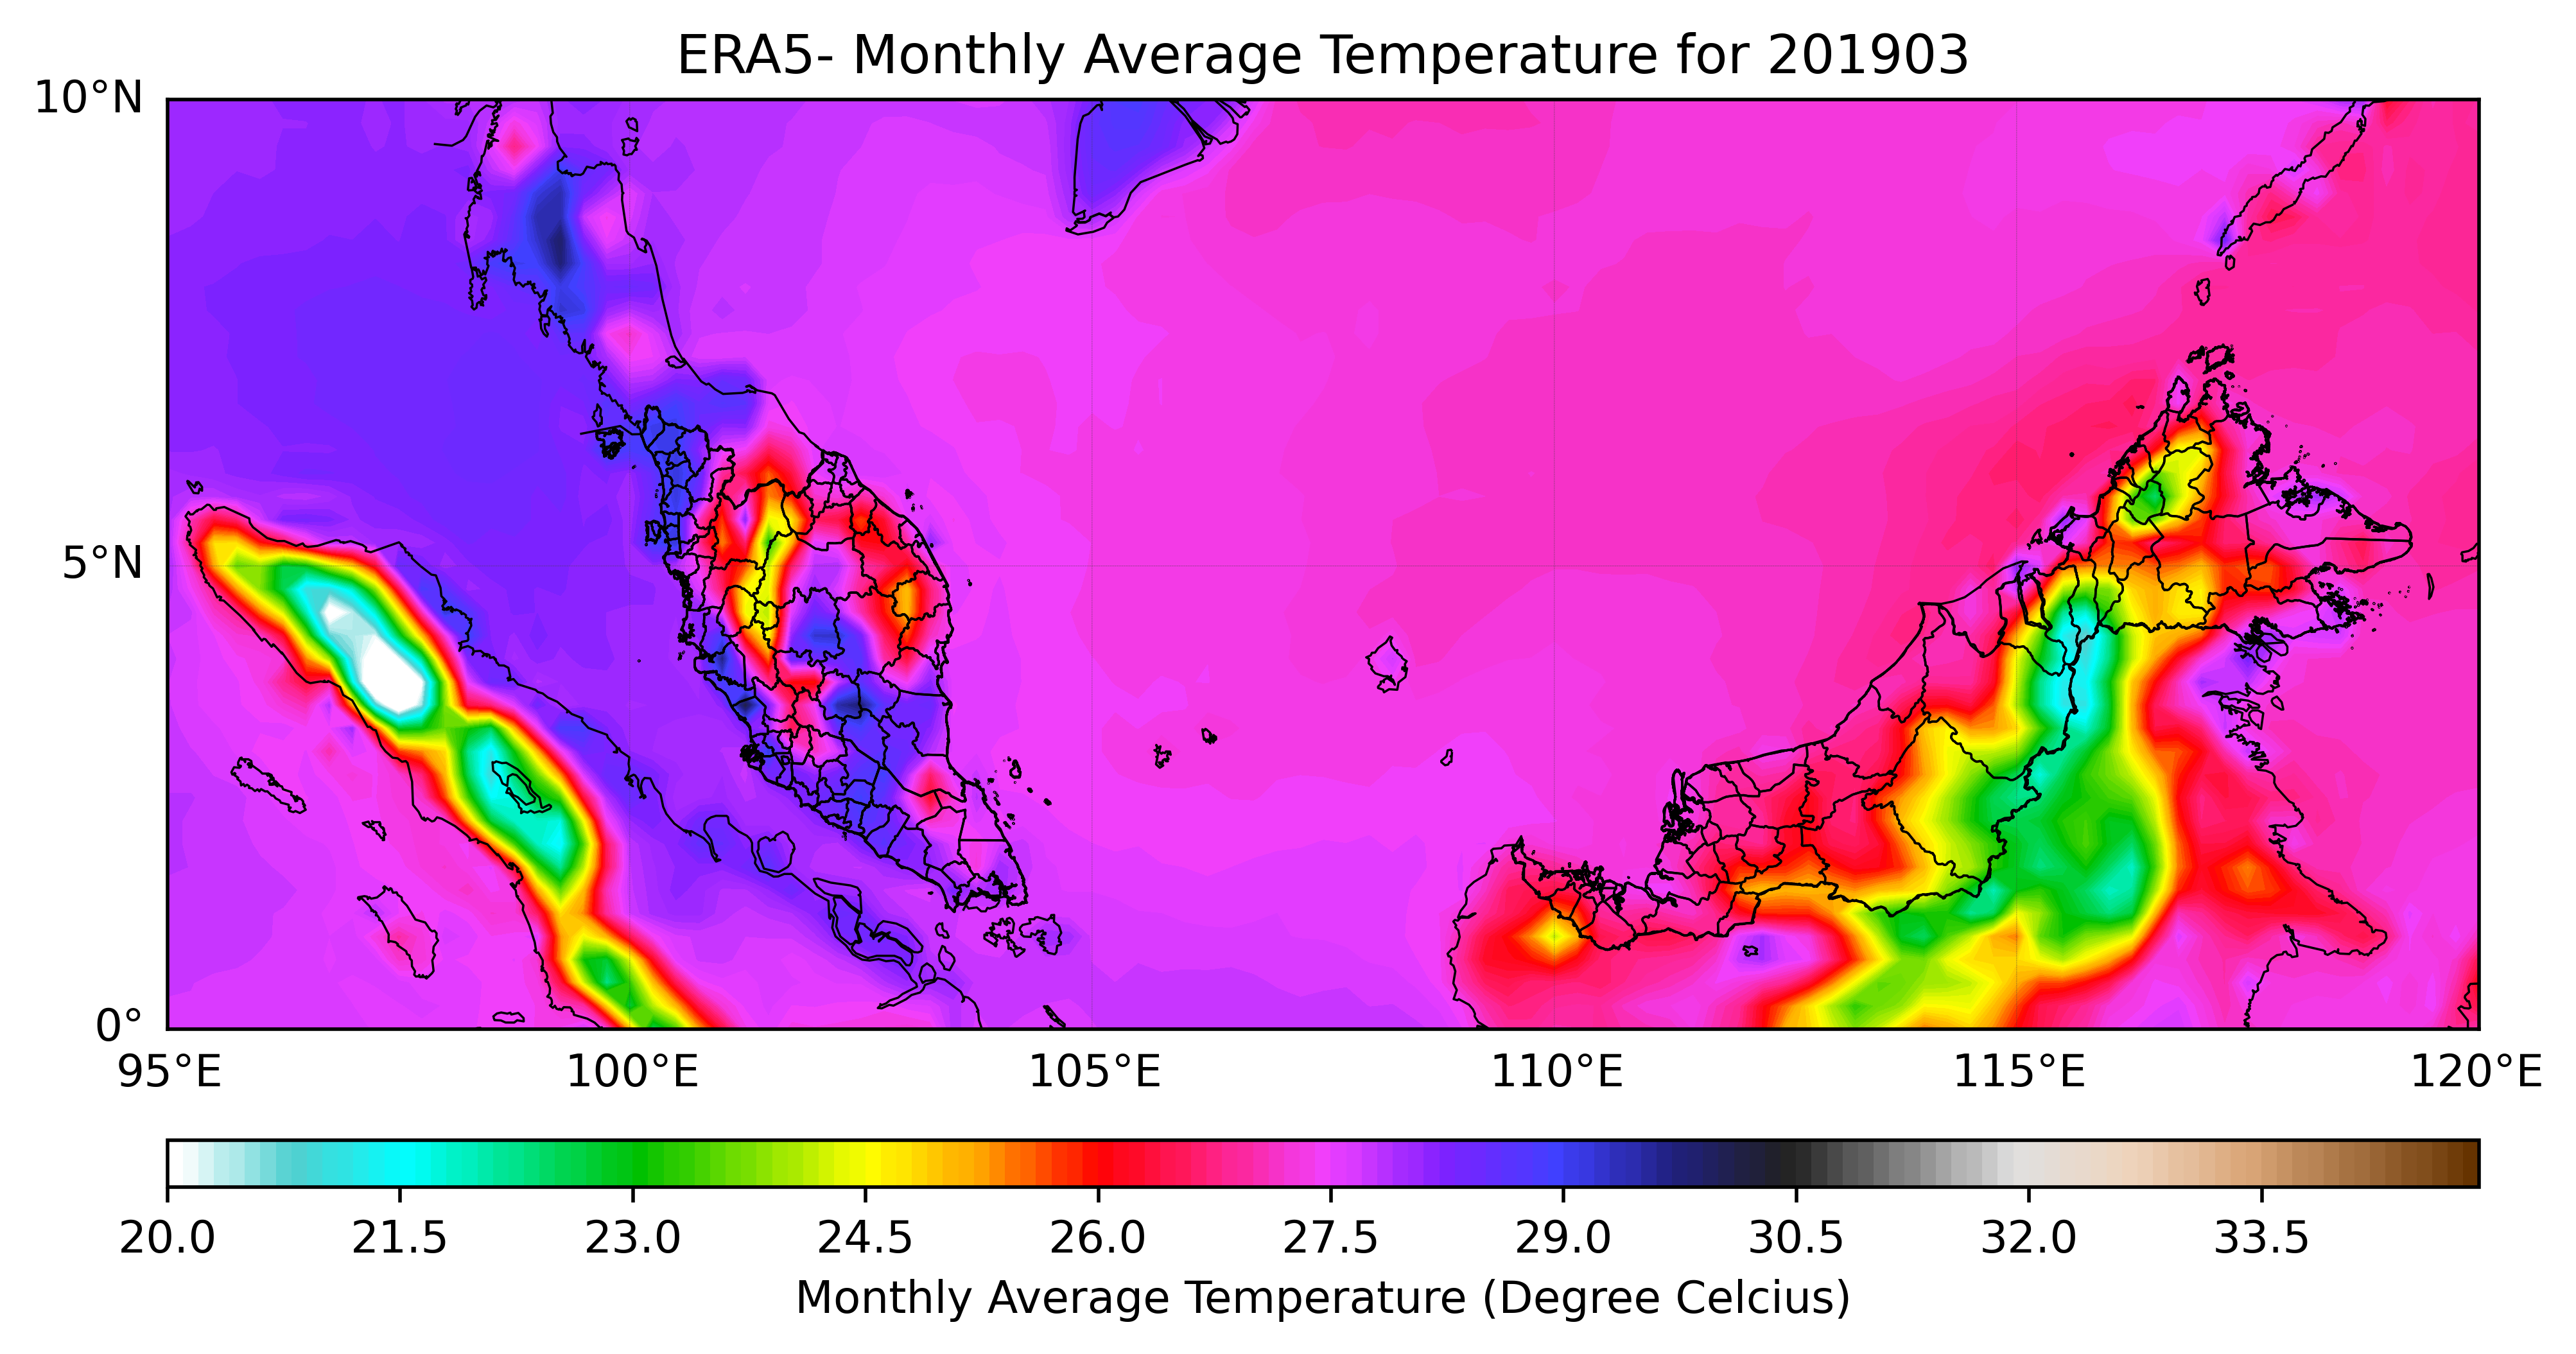 ERA5- Monthly Average Temperature for 201903
10°N
5°N
0°
95°E 100°E 105°E 110°E 115°E 120°E
20.0 21.5 23.0 24.5 26.0 27.5 29.0 30.5 32.0 33.5
Monthly Average Temperature (Degree Celcius)